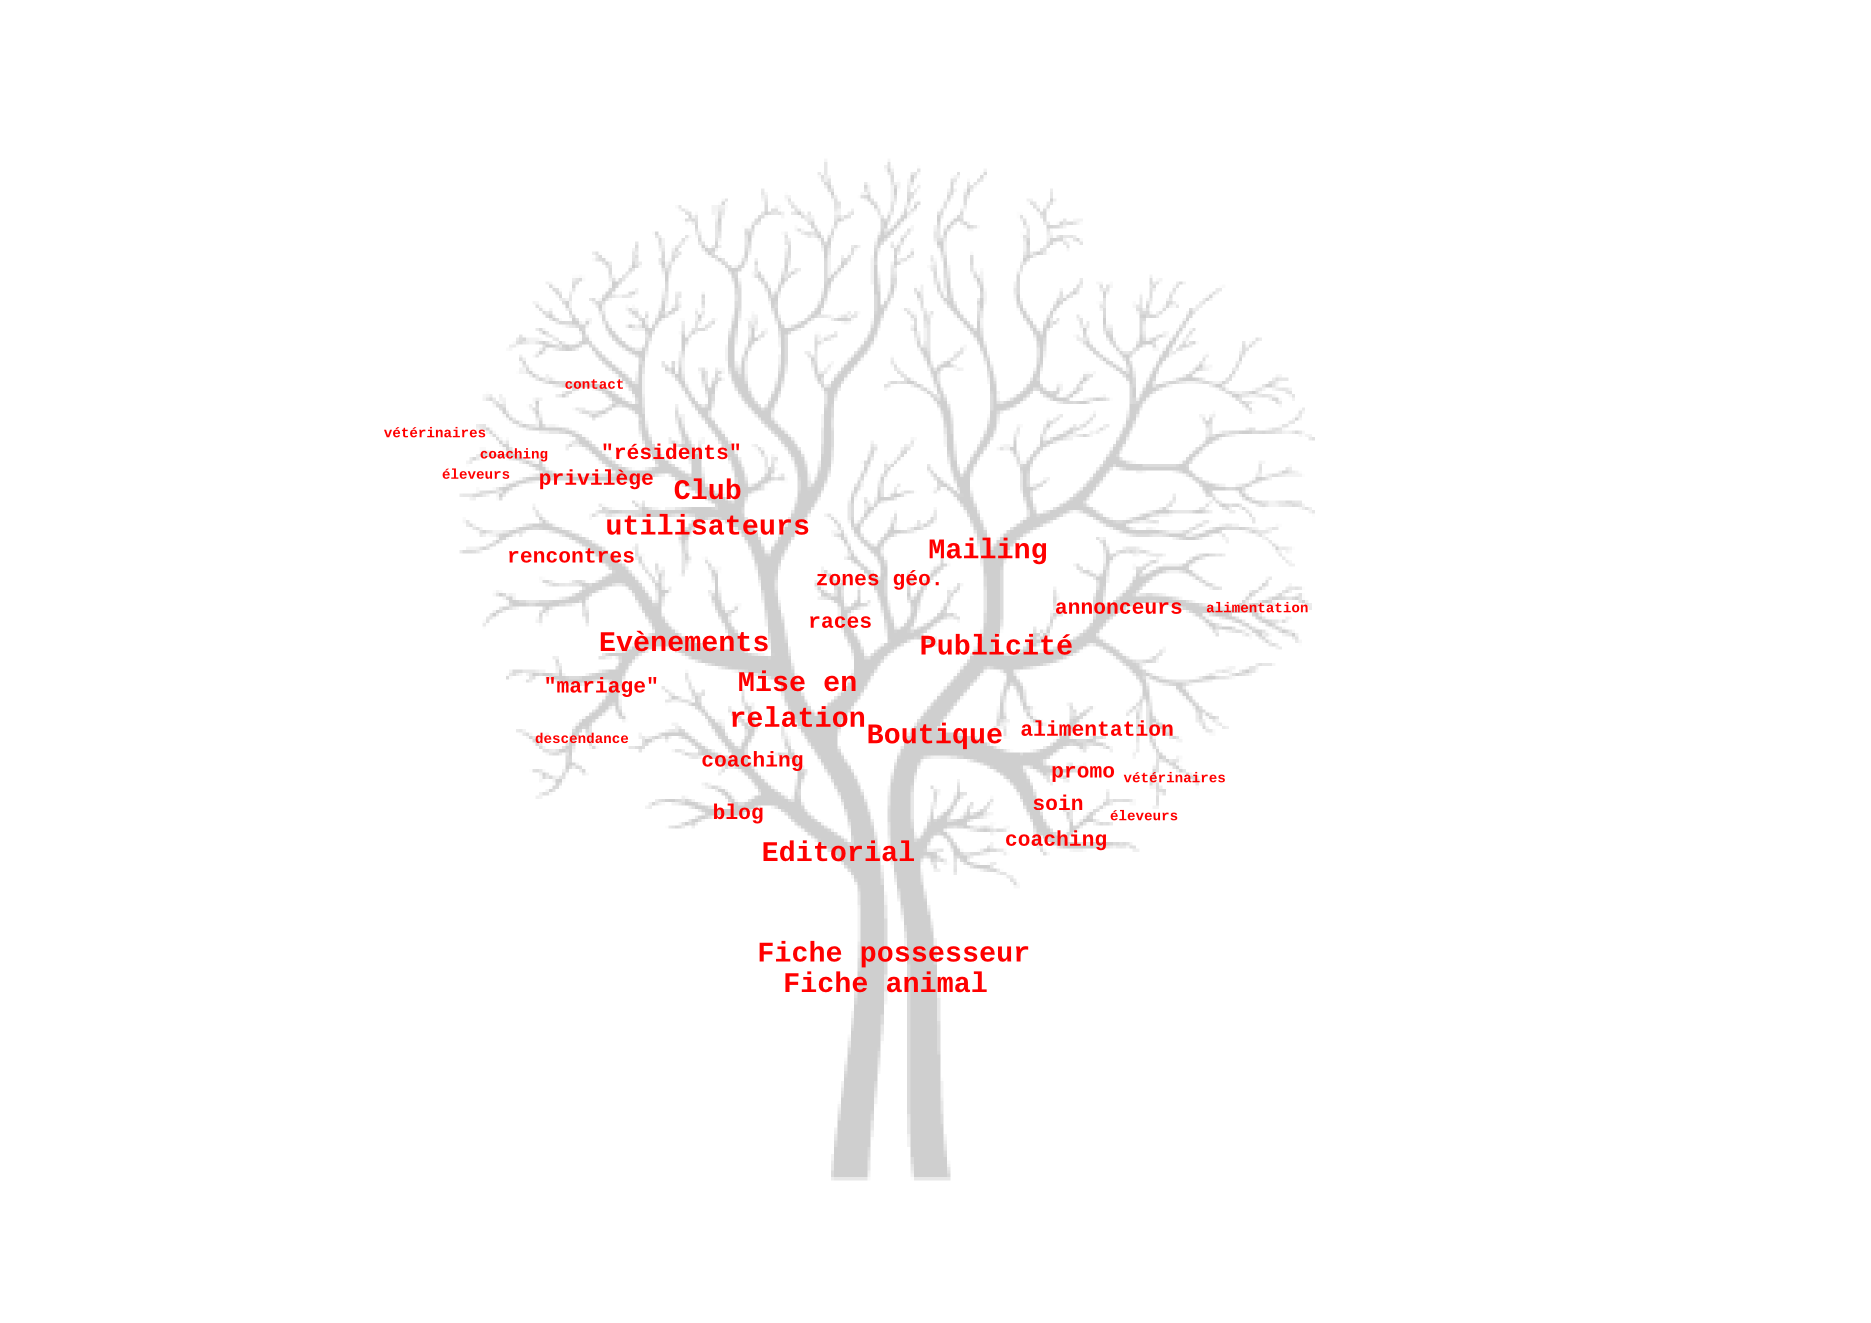 contact
vétérinaires
coaching
éleveurs
"résidents"
privilège
Club
utilisateurs
rencontres
Mailing
zones géo.
races
annonceurs
alimentation
Evènements
Publicité
"mariage"
Mise en
relation
descendance
Boutique
alimentation
coaching
promo
vétérinaires
blog
soin
éleveurs
coaching
Editorial
Fiche possesseur
Fiche animal